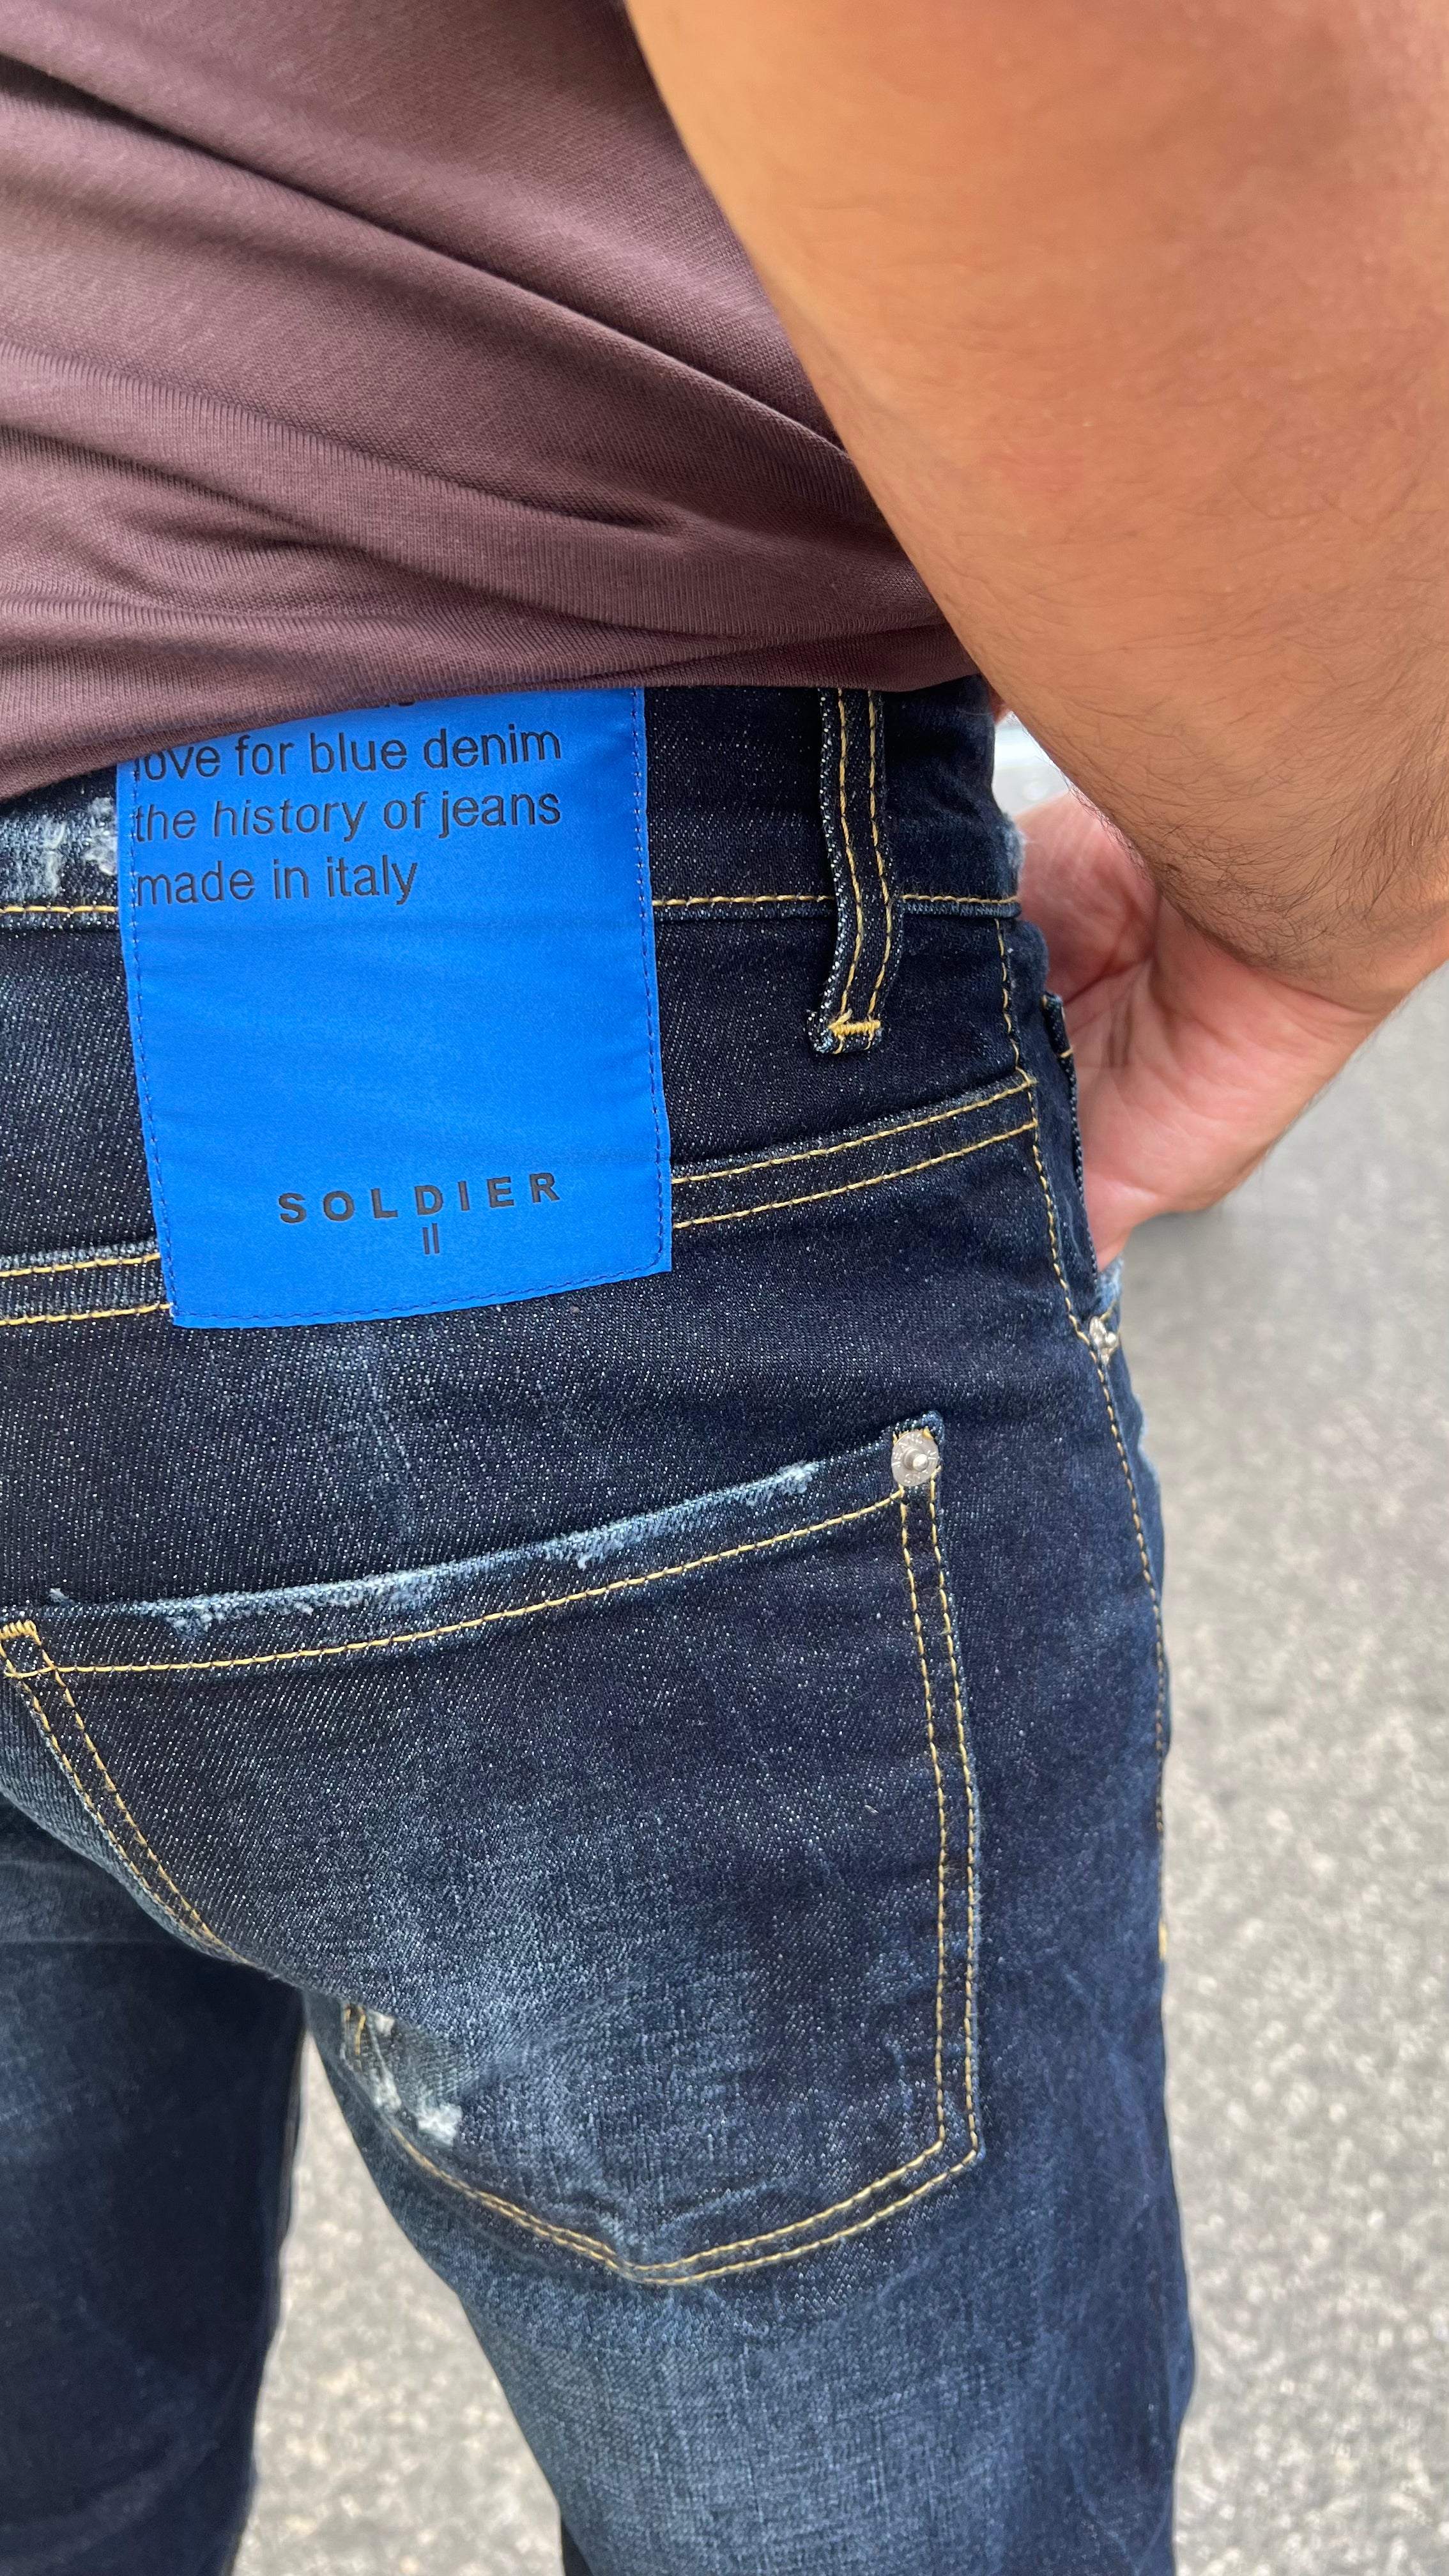 love for blue denim
the history of jeans
made in italy
SOLDIER
II